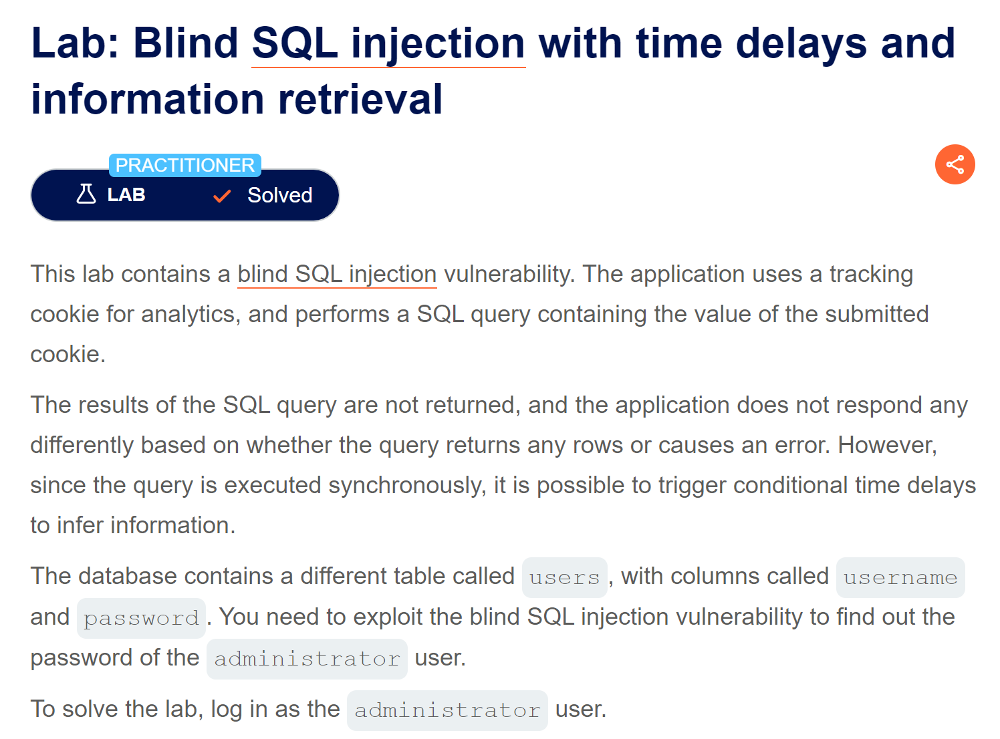 Lab: Blind SQL injection with time delays and
information retrieval
PRACTITIONER
LAB Solved
This lab contains a blind SQL injection vulnerability. The application uses a tracking
cookie for analytics, and performs a SQL query containing the value of the submitted
cookie.
The results of the SQL query are not returned, and the application does not respond any
differently based on whether the query returns any rows or causes an error. However,
since the query is executed synchronously, it is possible to trigger conditional time delays
to infer information.
The database contains a different table called users, with columns called username
and password. You need to exploit the blind SQL injection vulnerability to find out the
password of the administrator user.
To solve the lab, log in as the administrator user.